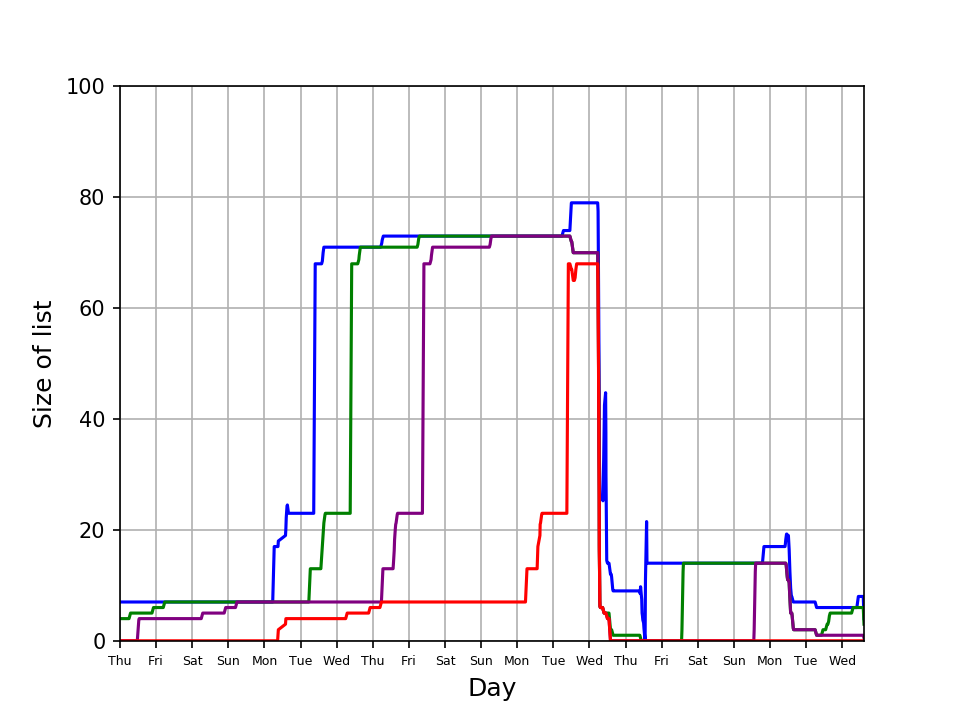 100
80
60
40
20
0
Size of list
Thu Fri Sat Sun Mon Tue Wed Thu Fri Sat Sun Mon Tue Wed Thu Fri Sat Sun Mon Tue Wed
Day